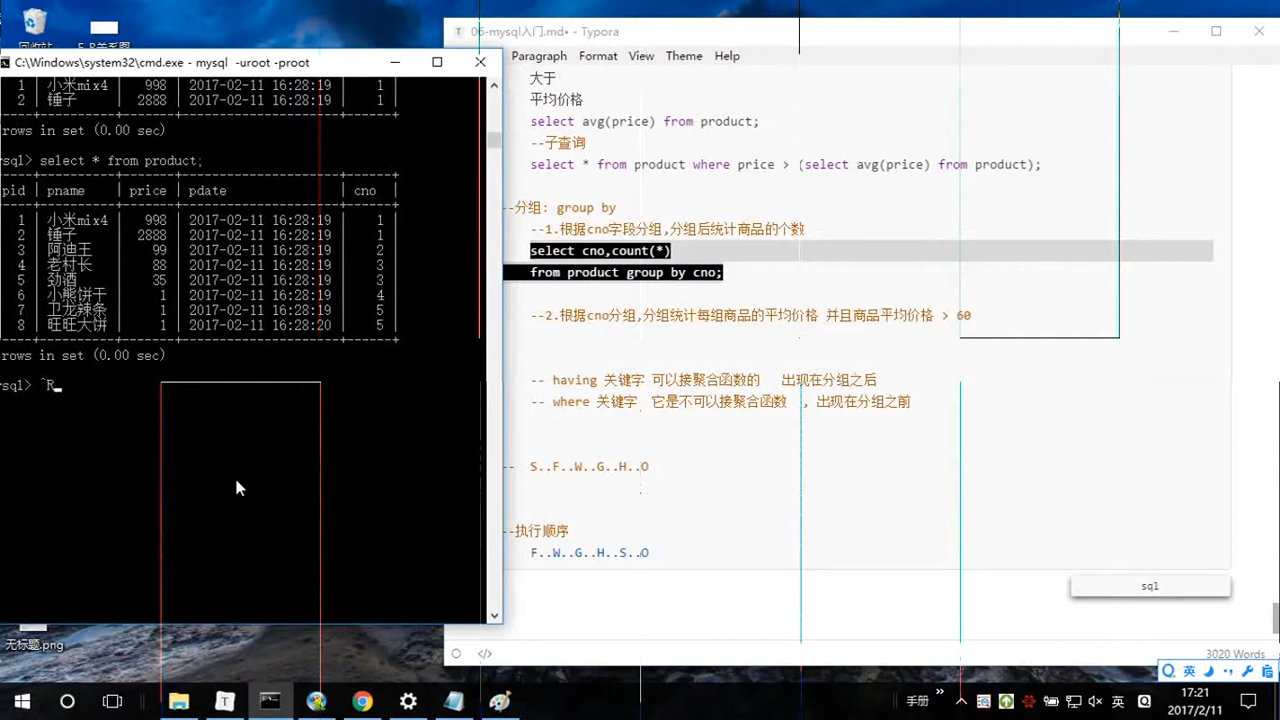 06-mysql入门.md• - Typora
C:\Windows\system32\cmd.exe - mysql -uroot -proot
Paragraph Format View Theme Help
1 | 小米mix4 | 998 | 2017-02-11 16:28:19 | 1 |
2 | 锤子 | 2888 | 2017-02-11 16:28:19 | 1 |
rows in set (0.00 sec)
sql> select * from product;
pid | pname | price | pdate | cno |
1 | 小米mix4 | 998 | 2017-02-11 16:28:19 | 1 |
2 | 锤子 | 2888 | 2017-02-11 16:28:19 | 1 |
3 | 阿迪王 | 99 | 2017-02-11 16:28:19 | 2 |
4 | 老村长 | 88 | 2017-02-11 16:28:19 | 3 |
5 | 劲酒 | 35 | 2017-02-11 16:28:19 | 3 |
6 | 小熊饼干 | 1 | 2017-02-11 16:28:19 | 4 |
7 | 卫龙辣条 | 1 | 2017-02-11 16:28:19 | 5 |
8 | 旺旺大饼 | 1 | 2017-02-11 16:28:20 | 5 |
rows in set (0.00 sec)
sql> ^R_
大于
平均价格
select avg(price) from product;
--子查询
select * from product where price > (select avg(price) from product);
--分组: group by
--1.根据cno字段分组,分组后统计商品的个数
select cno,count(*)
from product group by cno;
--2.根据cno分组,分组统计每组商品的平均价格 并且商品平均价格 > 60
-- having 关键字 可以接聚合函数的 出现在分组之后
-- where 关键字 它是不可以接聚合函数 , 出现在分组之前
-- S..F..W..G..H..O
--执行顺序
F..W..G..H..S..O
sql
3020 Words
无标题.png
英
手册
英
17:21
2017/2/11